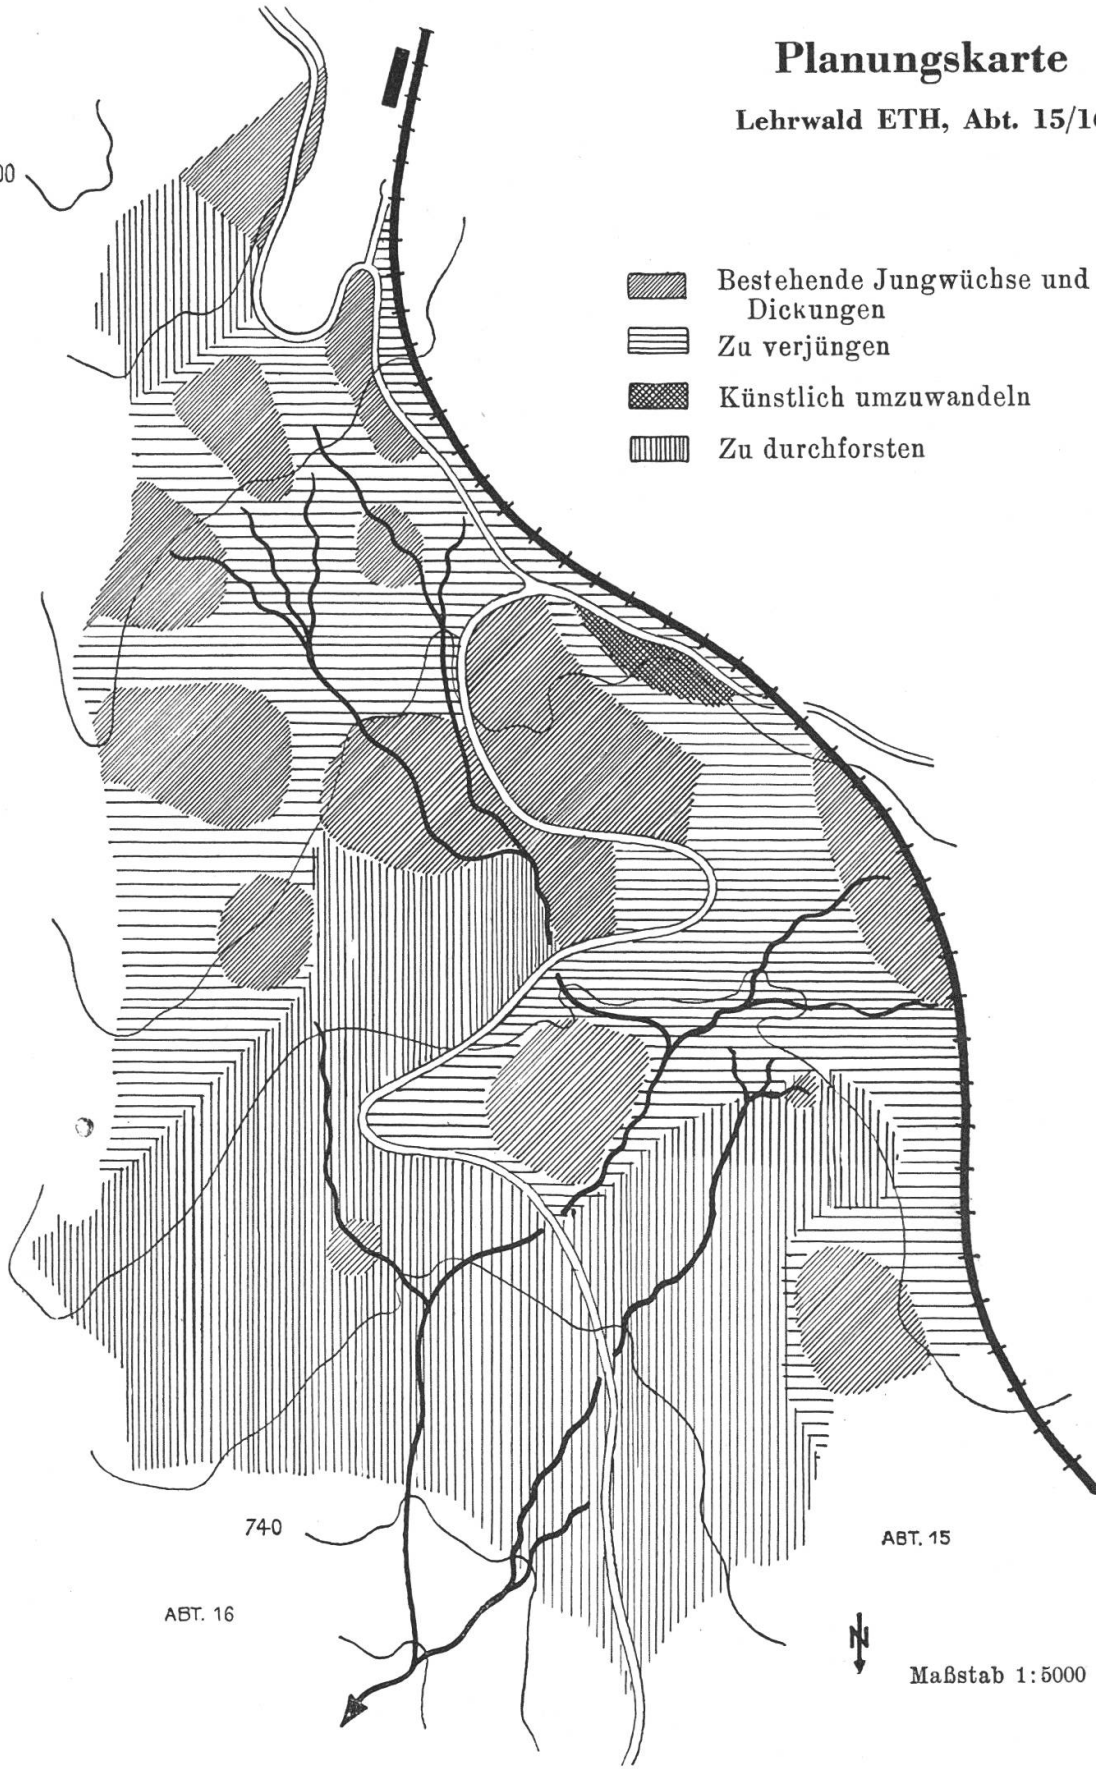 Planungskarte
Lehrwald ETH, Abt. 15/16
00
Bestehende Jungwüchse und
Dickungen
Zu verjüngen
Künstlich umzuwandeln
Zu durchforsten
740
ABT. 15
ABT. 16
N
Maßstab 1:5000